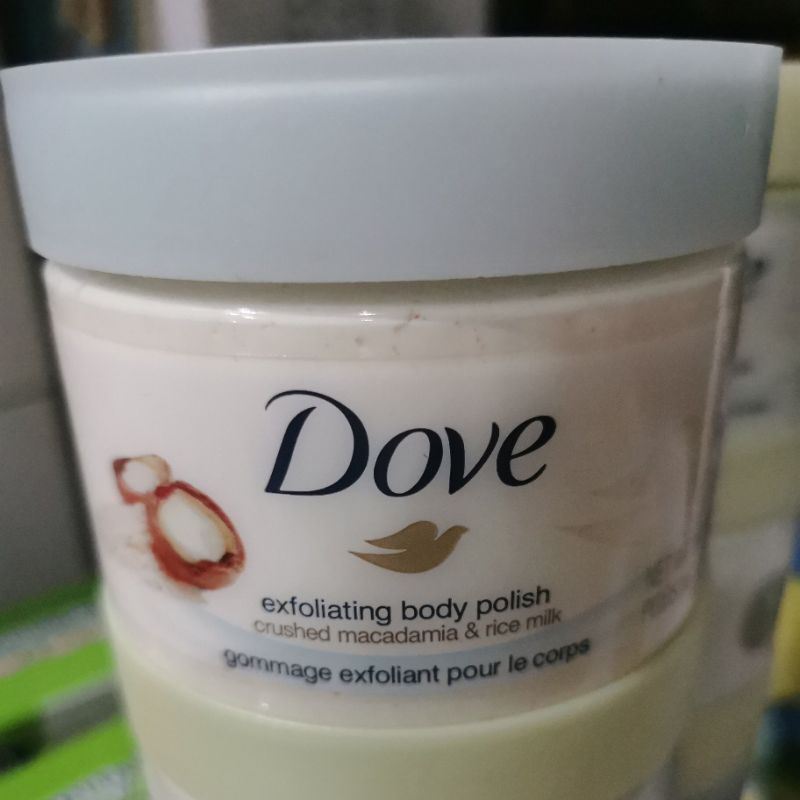 Dove
exfoliating body polish
crushed macadamia & rice milk
gommage exfoliant pour le corps